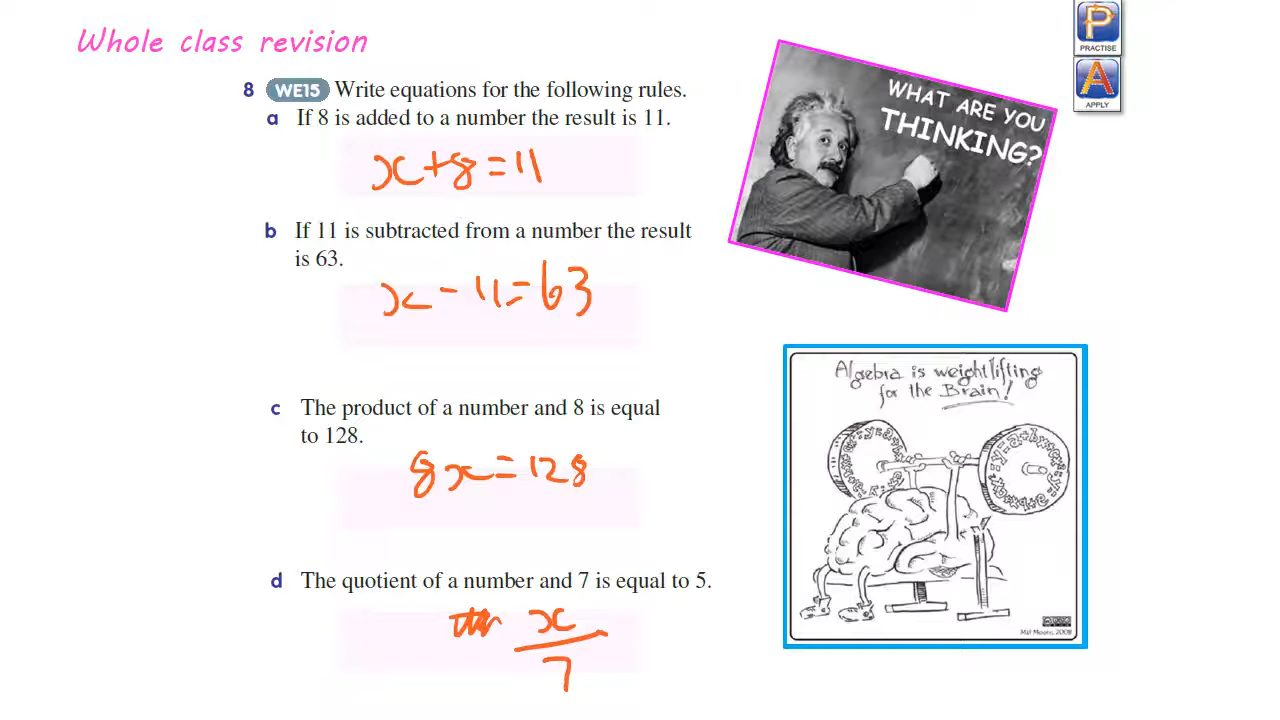 Whole class revision
P
PRACTISE
A
APPLY
8 WE15 Write equations for the following rules.
a If 8 is added to a number the result is 11.
x+8=11
b If 11 is subtracted from a number the result
is 63.
x-11=63
c The product of a number and 8 is equal
to 128.
8x=128
d The quotient of a number and 7 is equal to 5.
x
7
WHAT ARE YOU
THINKING?
Algebra is weightlifting
for the Brain!
Mat Moore, 2008